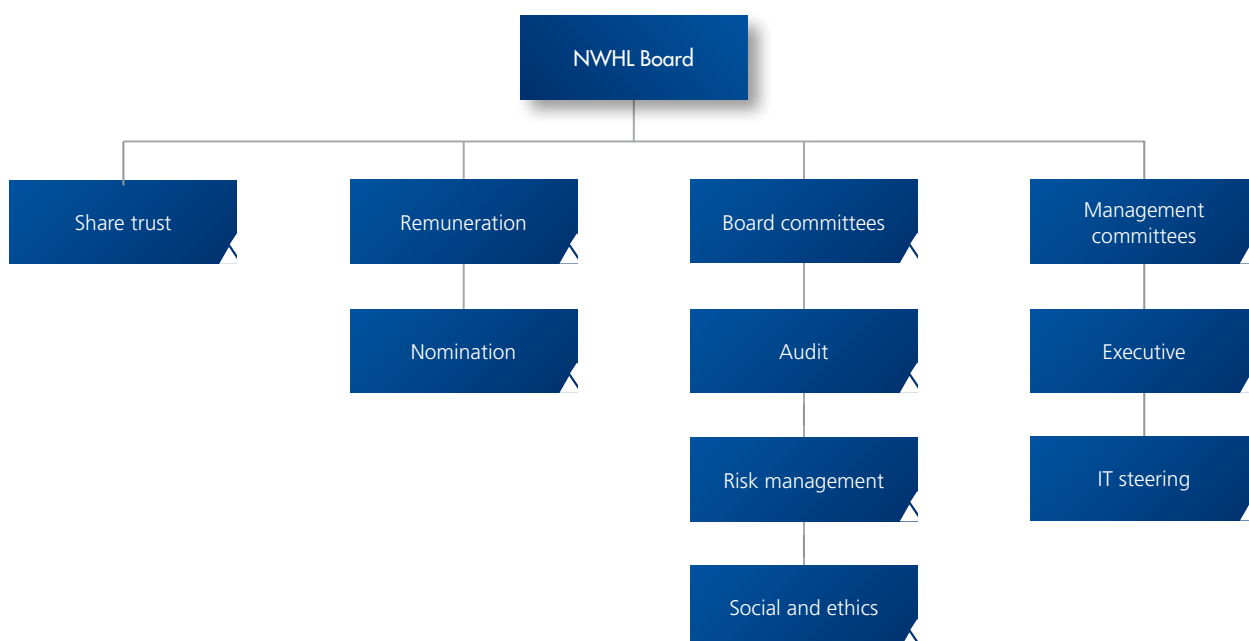 NWHL Board
Share trust
Remuneration
Board committees
Management
committees
Nomination
Audit
Executive
Risk management
IT steering
Social and ethics